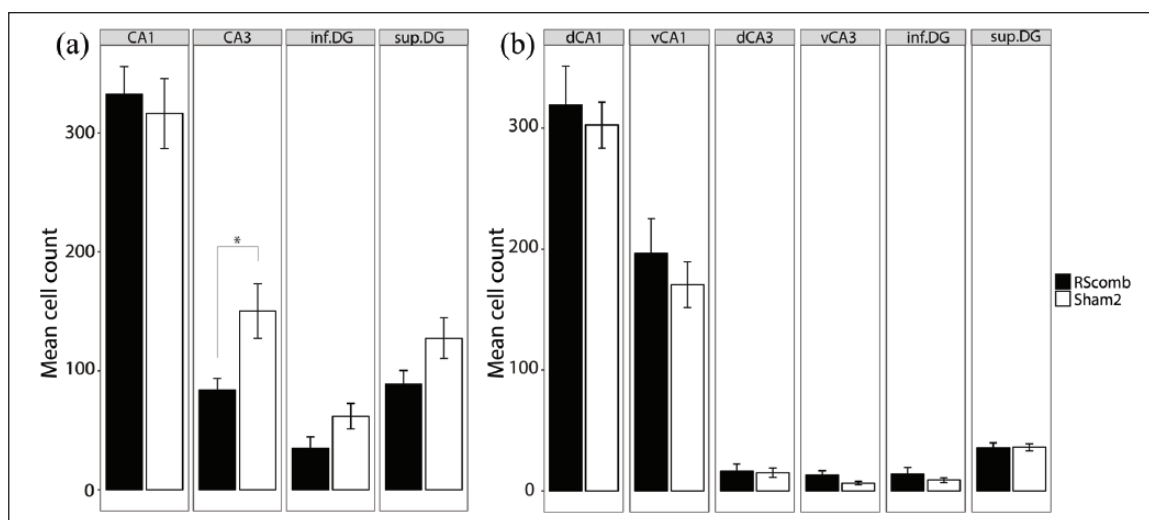 (a) CA1 CA3 inf.DG sup.DG
(b) dCA1 vCA1 dCA3 vCA3 inf.DG sup.DG
Mean cell count
300
200
100
0
*
Mean cell count
300
200
100
0
RScomb
Sham2